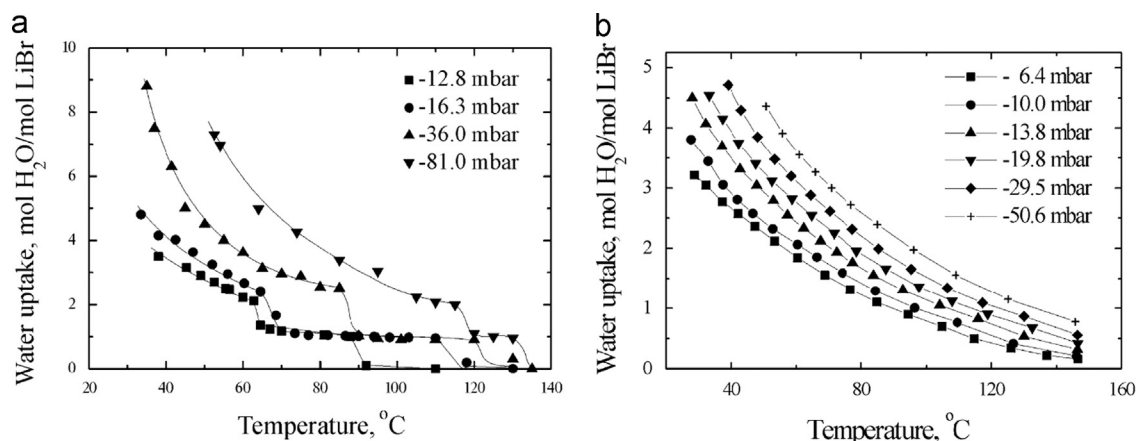 a
Water uptake, mol H₂O/mol LiBr
10
8
6
4
2
0
-12.8 mbar
-16.3 mbar
-36.0 mbar
-81.0 mbar
20 40 60 80 100 120 140
Temperature, °C
b
Water uptake, mol H₂O/mol LiBr
5
4
3
2
1
0
- 6.4 mbar
-10.0 mbar
-13.8 mbar
-19.8 mbar
-29.5 mbar
-50.6 mbar
40 80 120 160
Temperature, °C